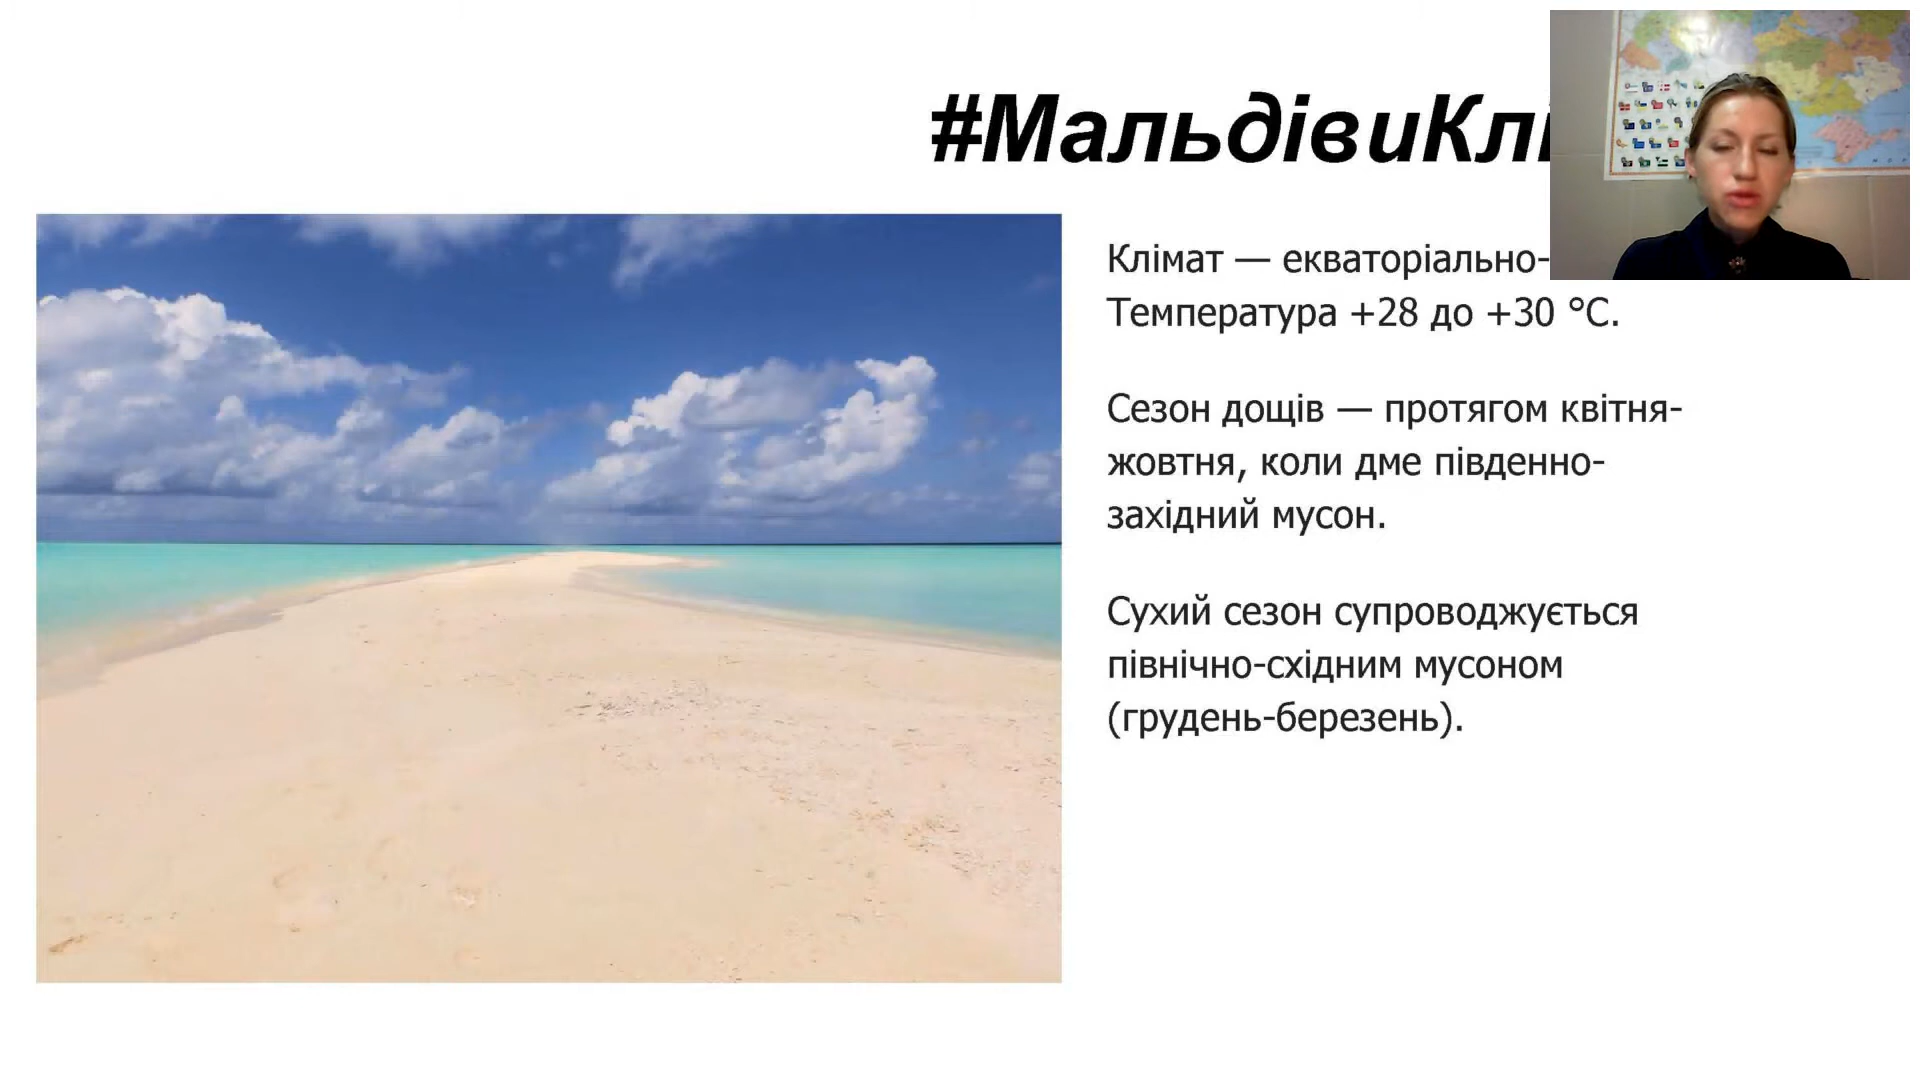 #МальдівиКлі
Клімат — екваторіально-
Температура +28 до +30 °C.
Сезон дощів — протягом квітня-
жовтня, коли дме південно-
західний мусон.
Сухий сезон супроводжується
північно-східним мусоном
(грудень-березень).